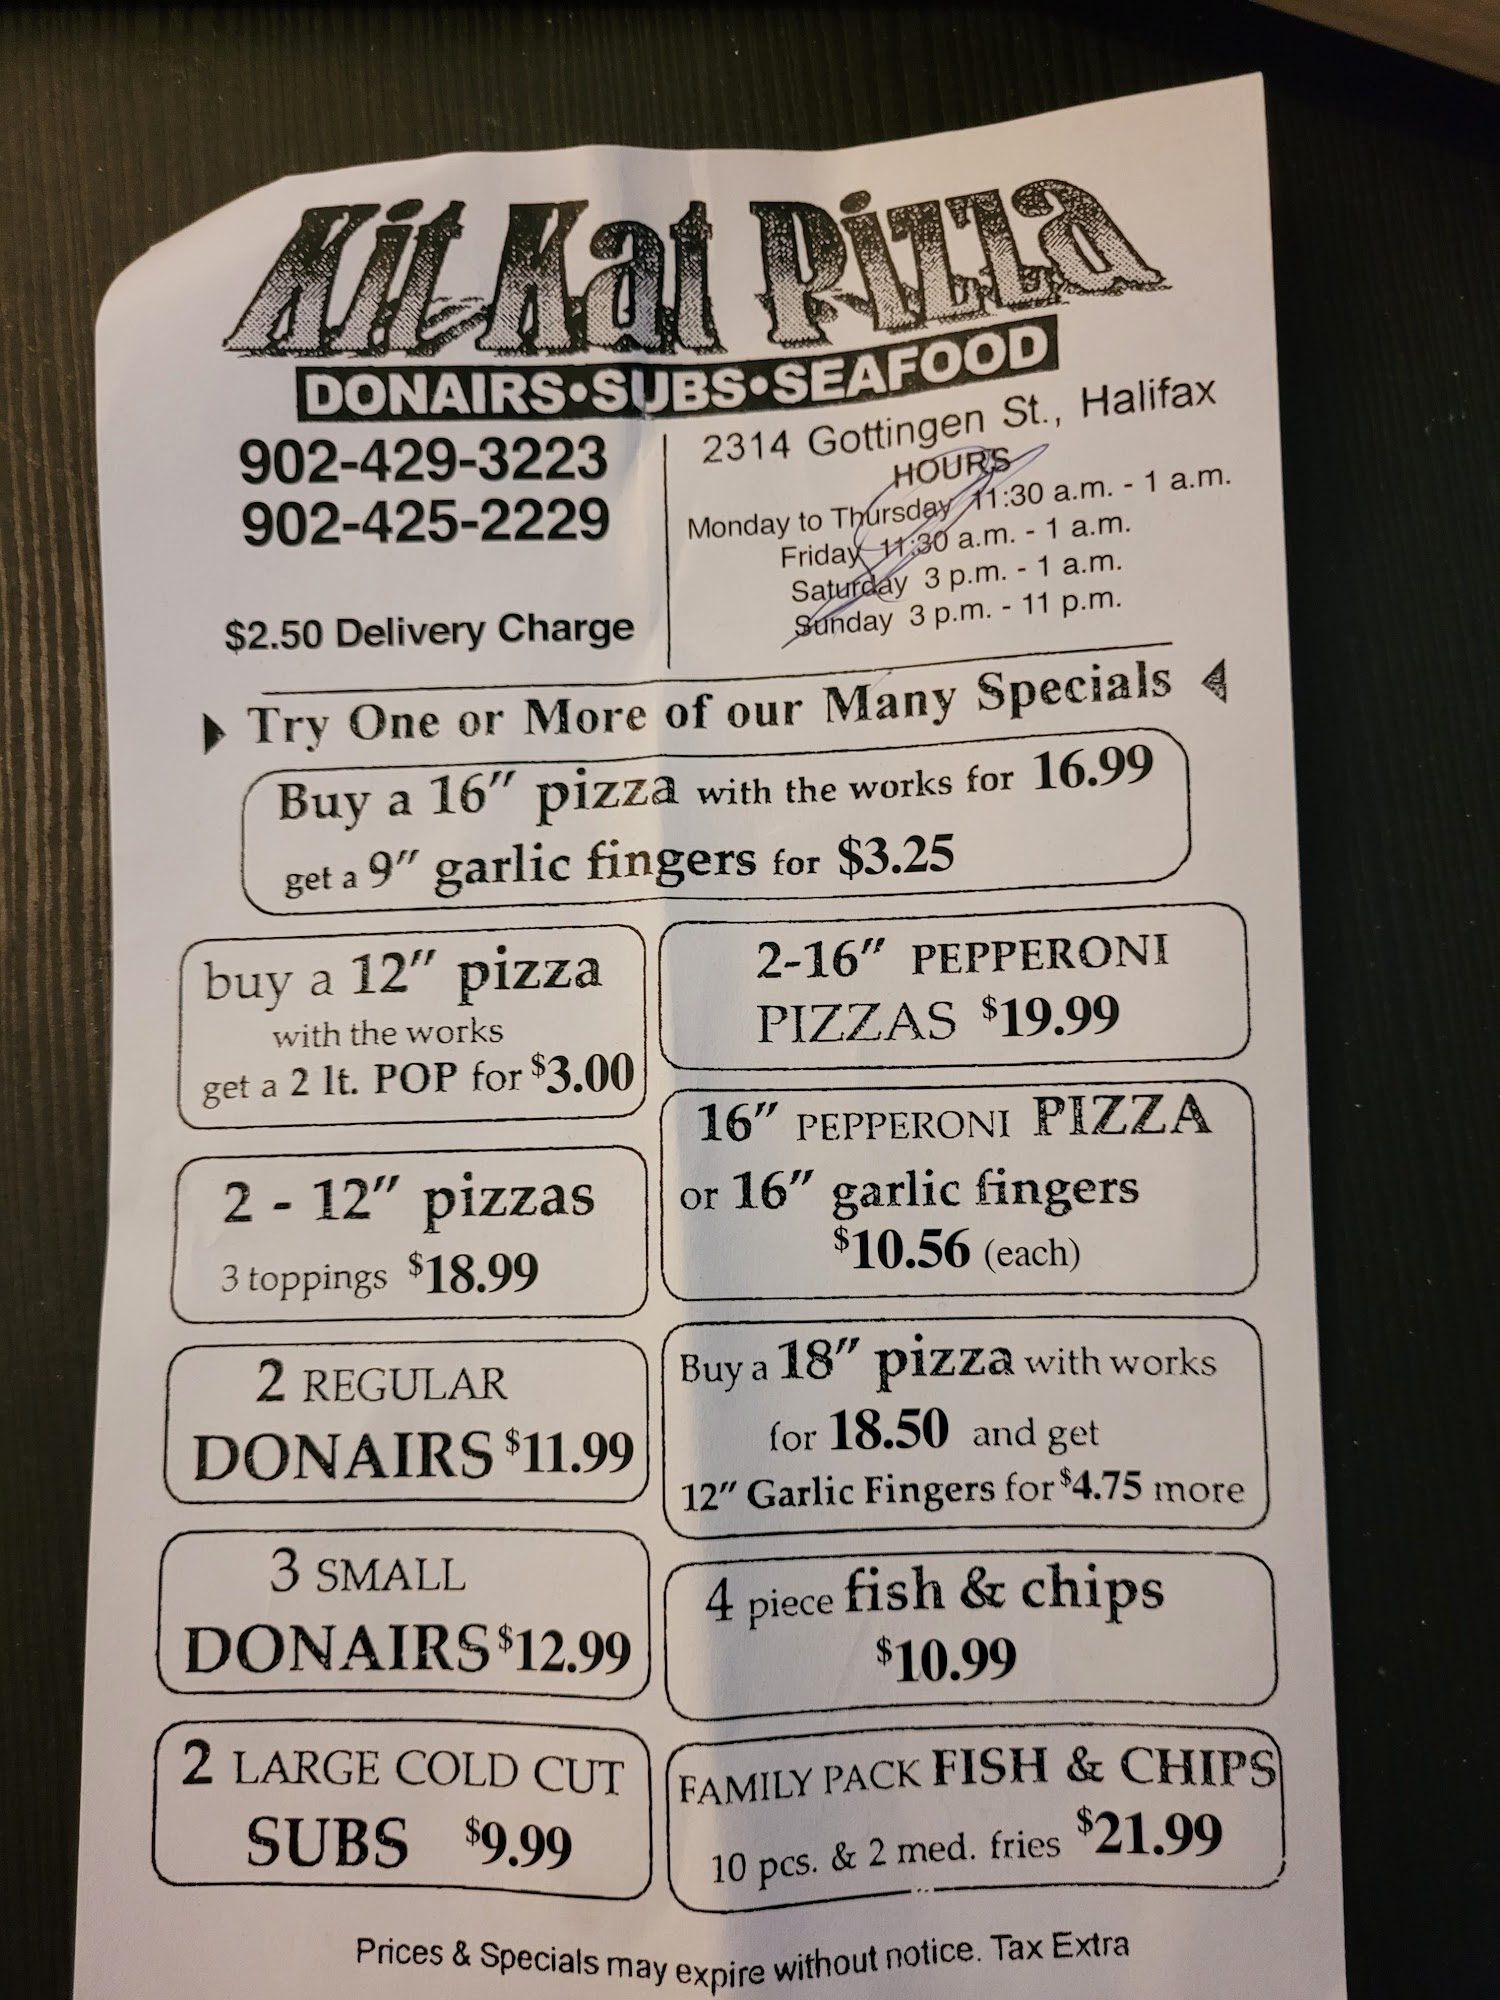 Kit Kat Pizza
DONAIRS•SUBS•SEAFOOD
902-429-3223
902-425-2229
$2.50 Delivery Charge
2314 Gottingen St., Halifax
HOURS
Monday to Thursday 11:30 a.m. - 1 a.m.
Friday 11:30 a.m. - 1 a.m.
Saturday 3 p.m. - 1 a.m.
Sunday 3 p.m. - 11 p.m.
Try One or More of our Many Specials
Buy a 16" pizza with the works for 16.99
get a 9" garlic fingers for $3.25
buy a 12" pizza
with the works
get a 2 lt. POP for $3.00
2-16" PEPPERONI
PIZZAS $19.99
2 - 12" pizzas
3 toppings $18.99
16" PEPPERONI PIZZA
or 16" garlic fingers
$10.56 (each)
2 REGULAR
DONAIRS $11.99
Buy a 18" pizza with works
for 18.50 and get
12" Garlic Fingers for $4.75 more
3 SMALL
DONAIRS $12.99
4 piece fish & chips
$10.99
2 LARGE COLD CUT
SUBS $9.99
FAMILY PACK FISH & CHIPS
10 pcs. & 2 med. fries $21.99
Prices & Specials may expire without notice. Tax Extra